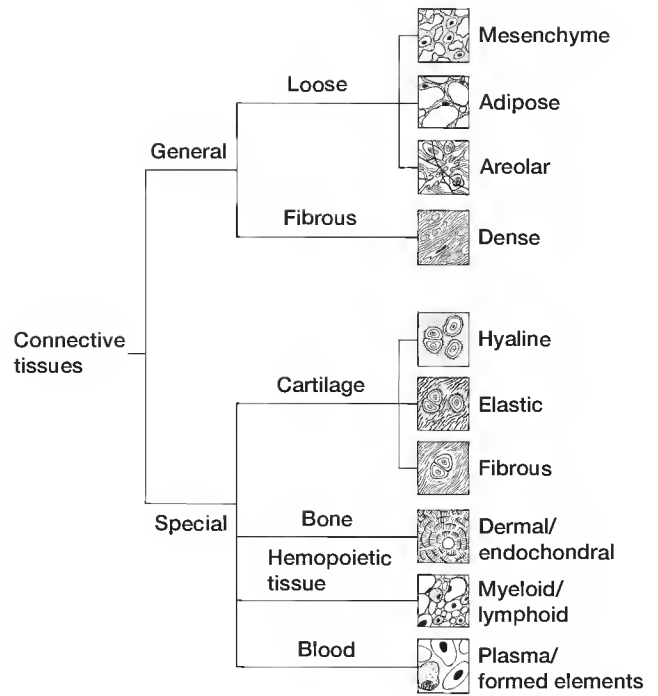 Mesenchyme
Loose
Adipose
General
Areolar
Fibrous
Dense
Connective
tissues
Hyaline
Cartilage
Elastic
Fibrous
Special
Bone
Dermal/
endochondral
Hemopoietic
tissue
Myeloid/
lymphoid
Blood
Plasma/
formed elements